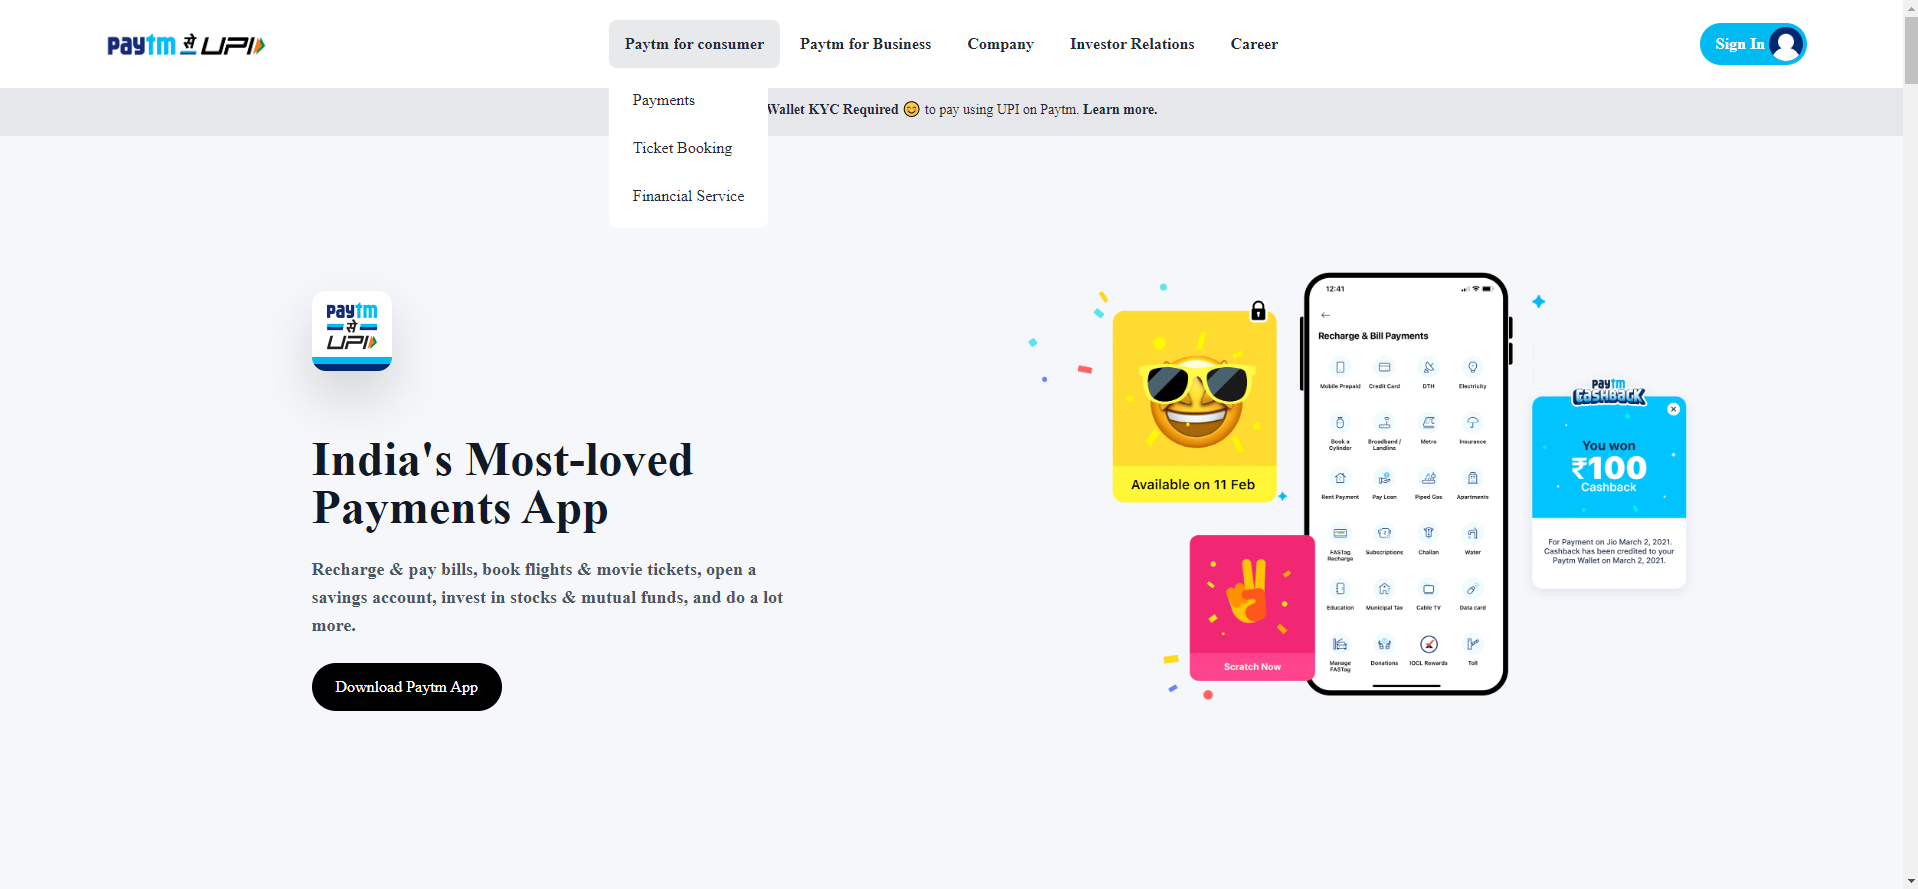 paytm से UPI
Paytm for consumer
Paytm for Business
Company
Investor Relations
Career
Sign In
Payments
Ticket Booking
Financial Service
Wallet KYC Required 😊 to pay using UPI on Paytm. Learn more.
paytm
से
UPI
India's Most-loved
Payments App
Recharge & pay bills, book flights & movie tickets, open a
savings account, invest in stocks & mutual funds, and do a lot
more.
Download Paytm App
Available on 11 Feb
Scratch Now
12:41
Recharge & Bill Payments
Mobile Prepaid
Credit Card
DTH
Electricity
Book a
Cylinder
Broadband /
Landline
Metro
Insurance
Rent Payment
Pay Loan
Piped Gas
Apartments
FASTag
Recharge
Subscriptions
Challan
Water
Education
Municipal Tax
Cable TV
Data card
Manage
FASTag
Donations
IOCL Rewards
Toll
paytm
CASHBACK
You won
₹100
Cashback
For Payment on Jio March 2, 2021.
Cashback has been credited to your
Paytm Wallet on March 2, 2021.